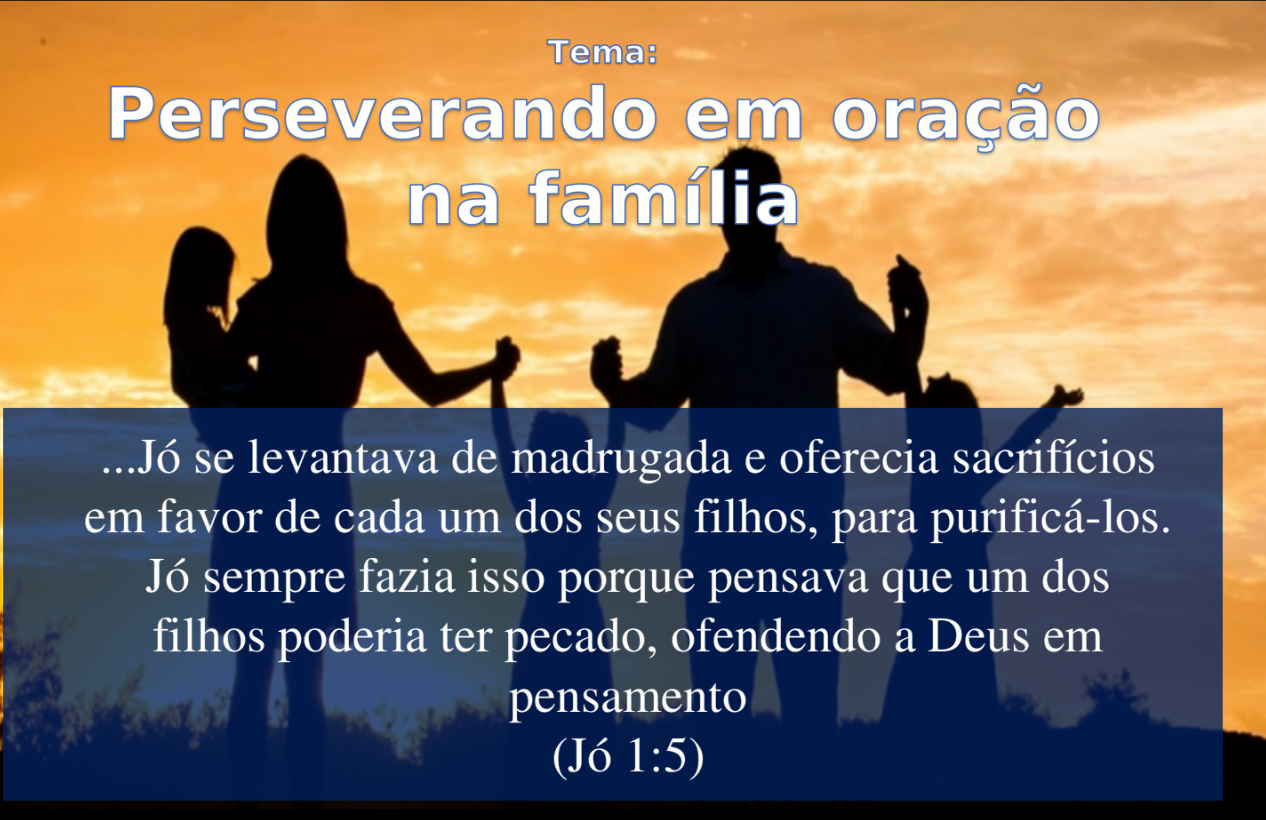 Tema:
Perseverando em oração
na família
...Jó se levantava de madrugada e oferecia sacrifícios
em favor de cada um dos seus filhos, para purificá-los.
Jó sempre fazia isso porque pensava que um dos
filhos poderia ter pecado, ofendendo a Deus em
pensamento
(Jó 1:5)